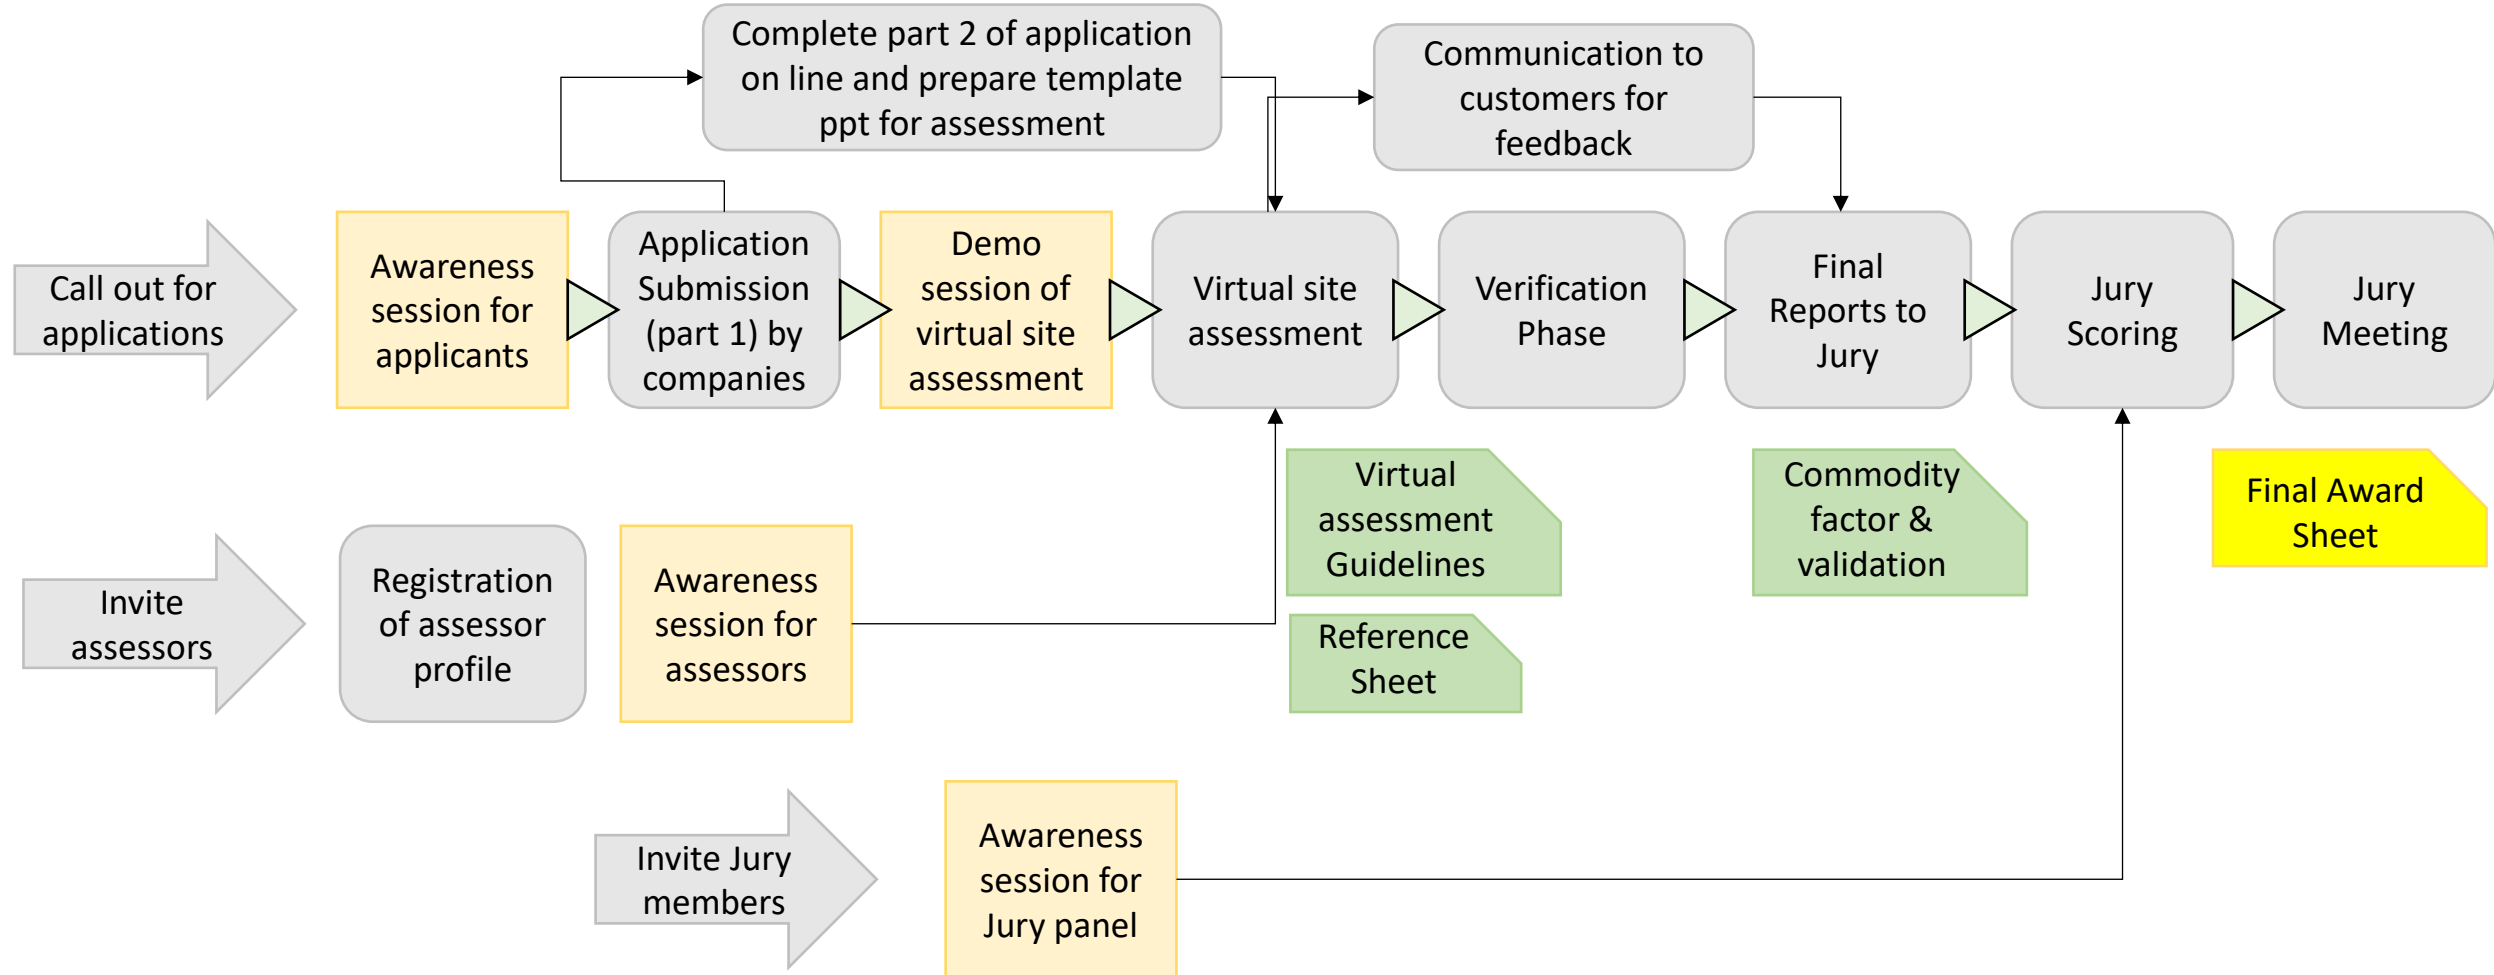 Complete part 2 of application
on line and prepare template
ppt for assessment
Communication to
customers for
feedback
Call out for
applications
Awareness
session for
applicants
Application
Submission
(part 1) by
companies
Demo
session of
virtual site
assessment
Virtual site
assessment
Verification
Phase
Final
Reports to
Jury
Jury
Scoring
Jury
Meeting
Virtual
assessment
Guidelines
Commodity
factor &
validation
Final Award
Sheet
Invite
assessors
Registration
of assessor
profile
Awareness
session for
assessors
Reference
Sheet
Invite Jury
members
Awareness
session for
Jury panel